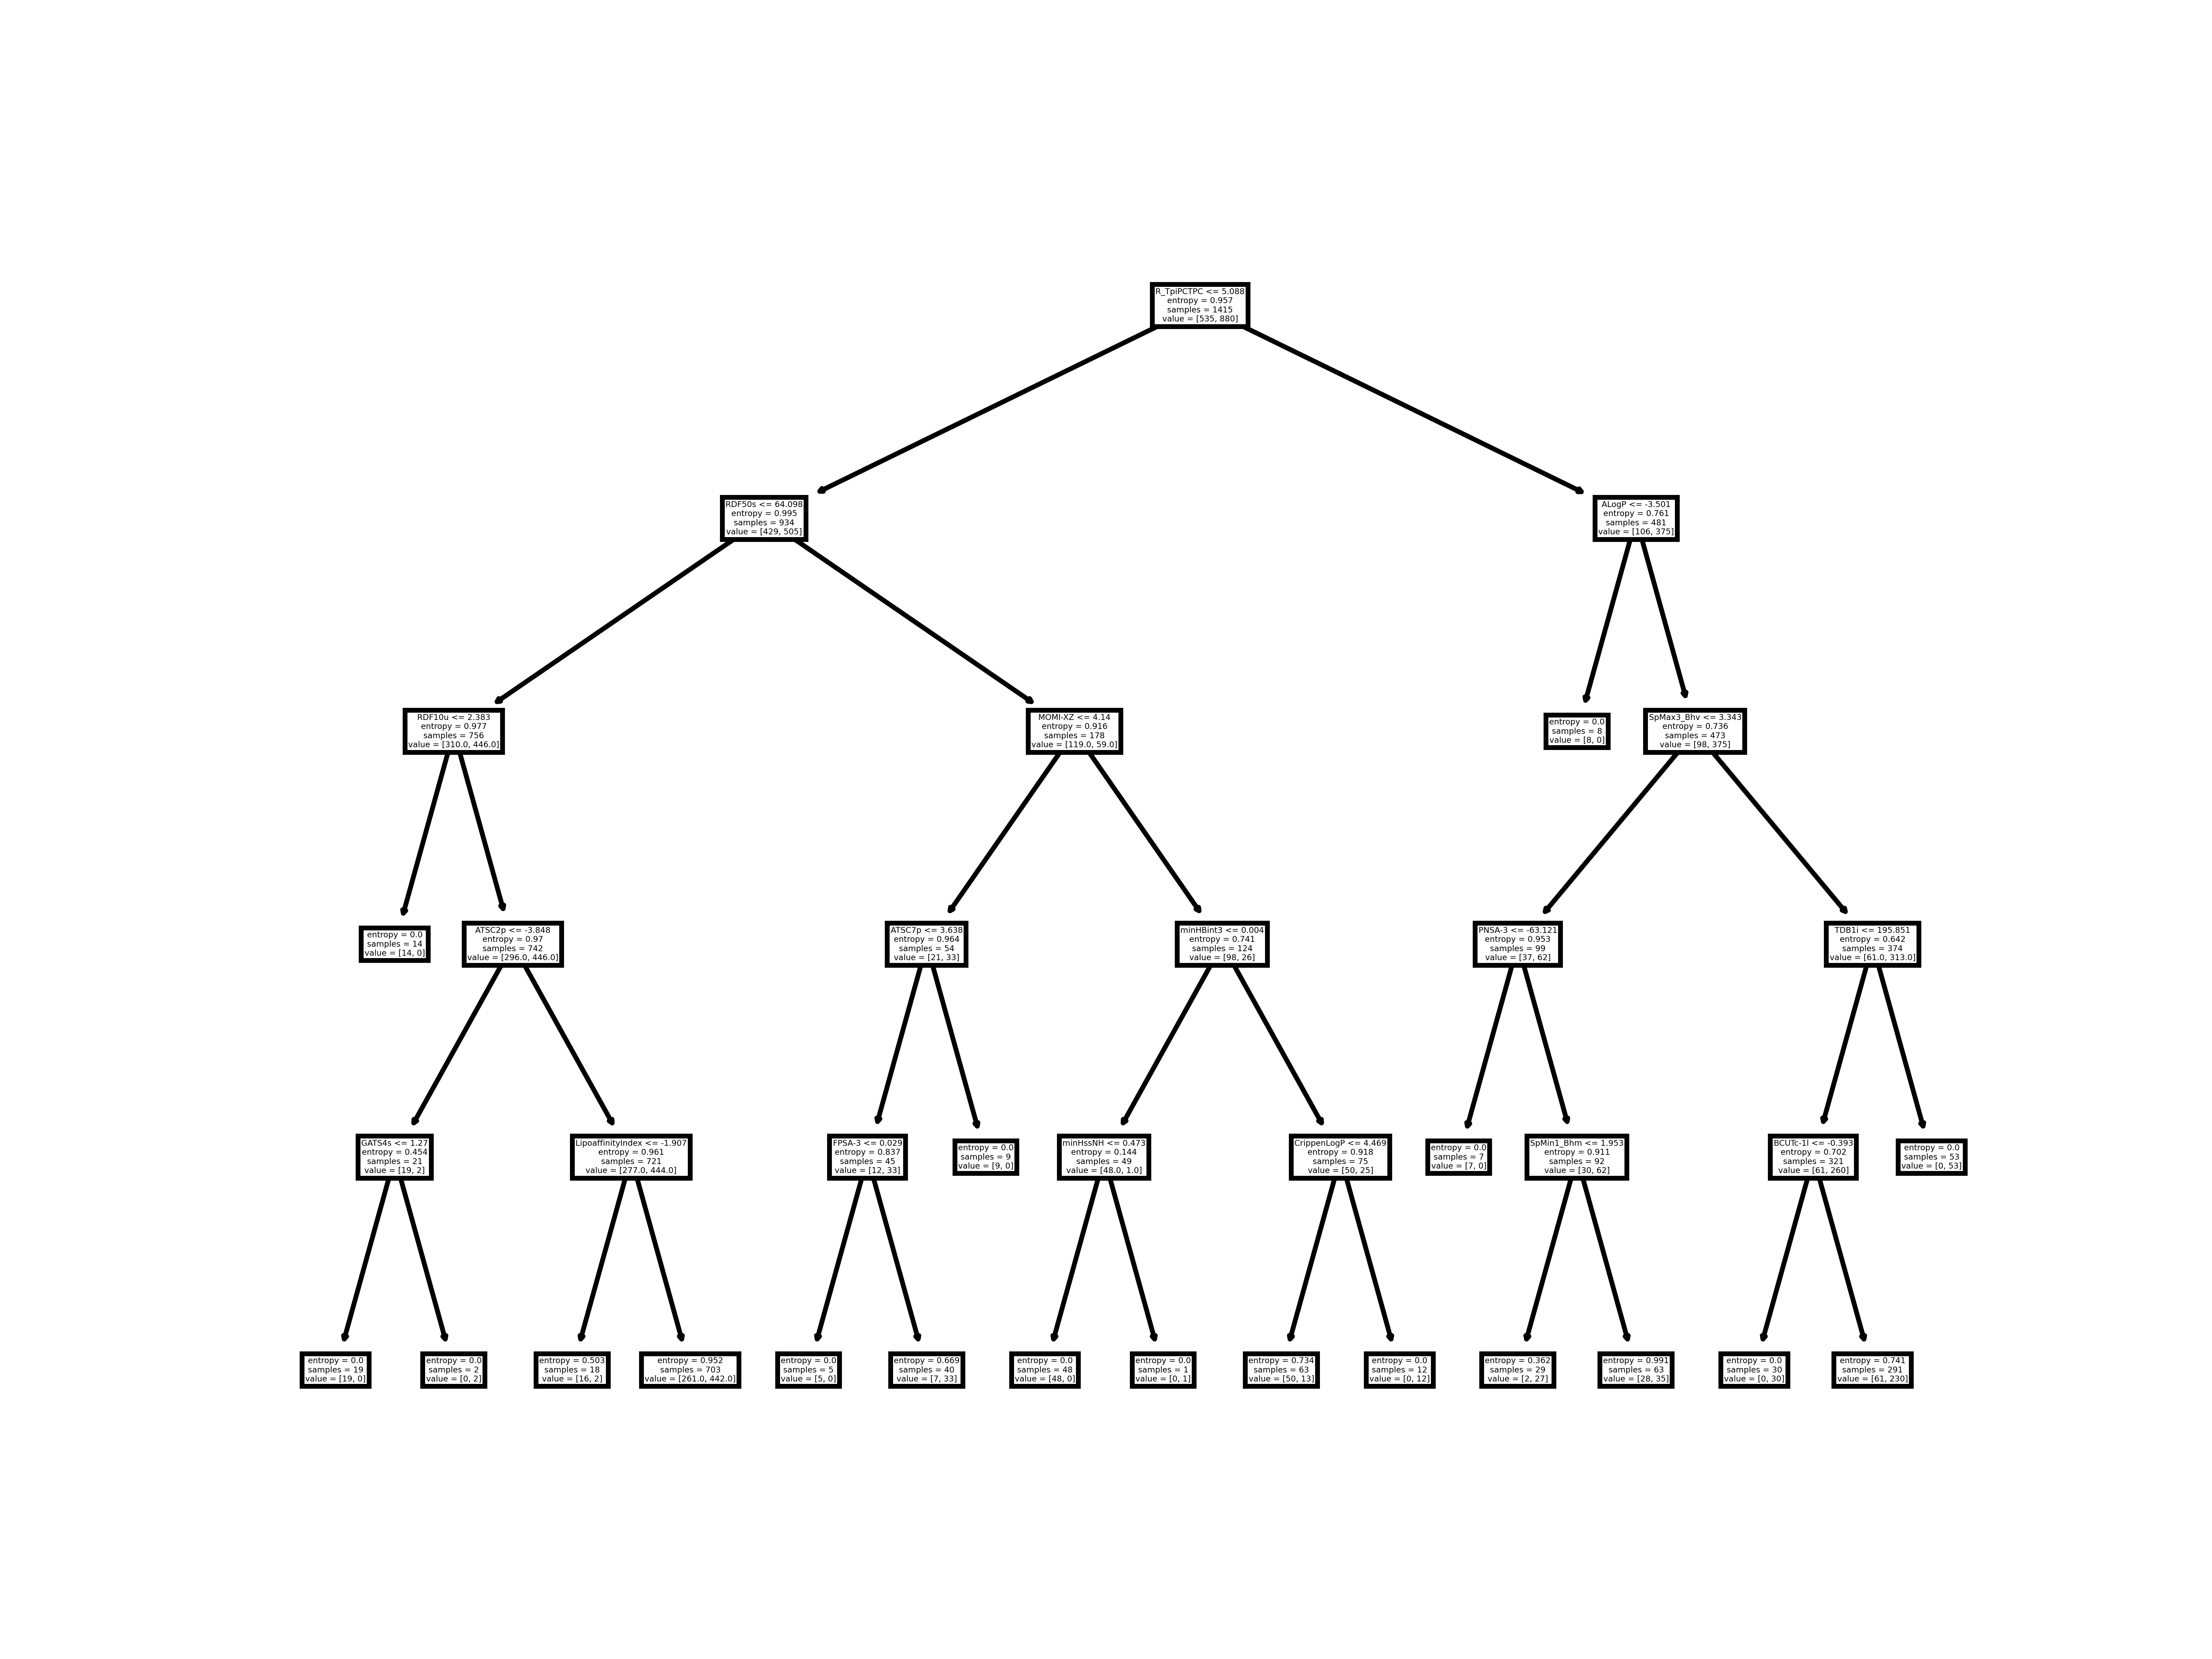 R_TpiPCTPC <= 5.088
entropy = 0.957
samples = 1415
value = [535, 880]
RDF50s <= 64.098
entropy = 0.995
samples = 934
value = [429, 505]
ALogP <= -3.501
entropy = 0.761
samples = 481
value = [106, 375]
RDF10u <= 2.383
entropy = 0.977
samples = 756
value = [310.0, 446.0]
MOMI-XZ <= 4.14
entropy = 0.916
samples = 178
value = [119.0, 59.0]
entropy = 0.0
samples = 8
value = [8, 0]
SpMax3_Bhv <= 3.343
entropy = 0.736
samples = 473
value = [98, 375]
entropy = 0.0
samples = 14
value = [14, 0]
ATSC2p <= -3.848
entropy = 0.97
samples = 742
value = [296.0, 446.0]
ATSC7p <= 3.638
entropy = 0.964
samples = 54
value = [21, 33]
minHBint3 <= 0.004
entropy = 0.741
samples = 124
value = [98, 26]
PNSA-3 <= -63.121
entropy = 0.953
samples = 99
value = [37, 62]
TDB1i <= 195.851
entropy = 0.642
samples = 374
value = [61.0, 313.0]
GATS4s <= 1.27
entropy = 0.454
samples = 21
value = [19, 2]
LipoaffinityIndex <= -1.907
entropy = 0.961
samples = 721
value = [277.0, 444.0]
FPSA-3 <= 0.029
entropy = 0.837
samples = 45
value = [12, 33]
entropy = 0.0
samples = 9
value = [9, 0]
minHssNH <= 0.473
entropy = 0.144
samples = 49
value = [48.0, 1.0]
CrippenLogP <= 4.469
entropy = 0.918
samples = 75
value = [50, 25]
entropy = 0.0
samples = 7
value = [7, 0]
SpMin1_Bhm <= 1.953
entropy = 0.911
samples = 92
value = [30, 62]
BCUTc-1l <= -0.393
entropy = 0.702
samples = 321
value = [61, 260]
entropy = 0.0
samples = 53
value = [0, 53]
entropy = 0.0
samples = 19
value = [19, 0]
entropy = 0.0
samples = 2
value = [0, 2]
entropy = 0.503
samples = 18
value = [16, 2]
entropy = 0.952
samples = 703
value = [261.0, 442.0]
entropy = 0.0
samples = 5
value = [5, 0]
entropy = 0.669
samples = 40
value = [7, 33]
entropy = 0.0
samples = 48
value = [48, 0]
entropy = 0.0
samples = 1
value = [0, 1]
entropy = 0.734
samples = 63
value = [50, 13]
entropy = 0.0
samples = 12
value = [0, 12]
entropy = 0.362
samples = 29
value = [2, 27]
entropy = 0.991
samples = 63
value = [28, 35]
entropy = 0.0
samples = 30
value = [0, 30]
entropy = 0.741
samples = 291
value = [61, 230]